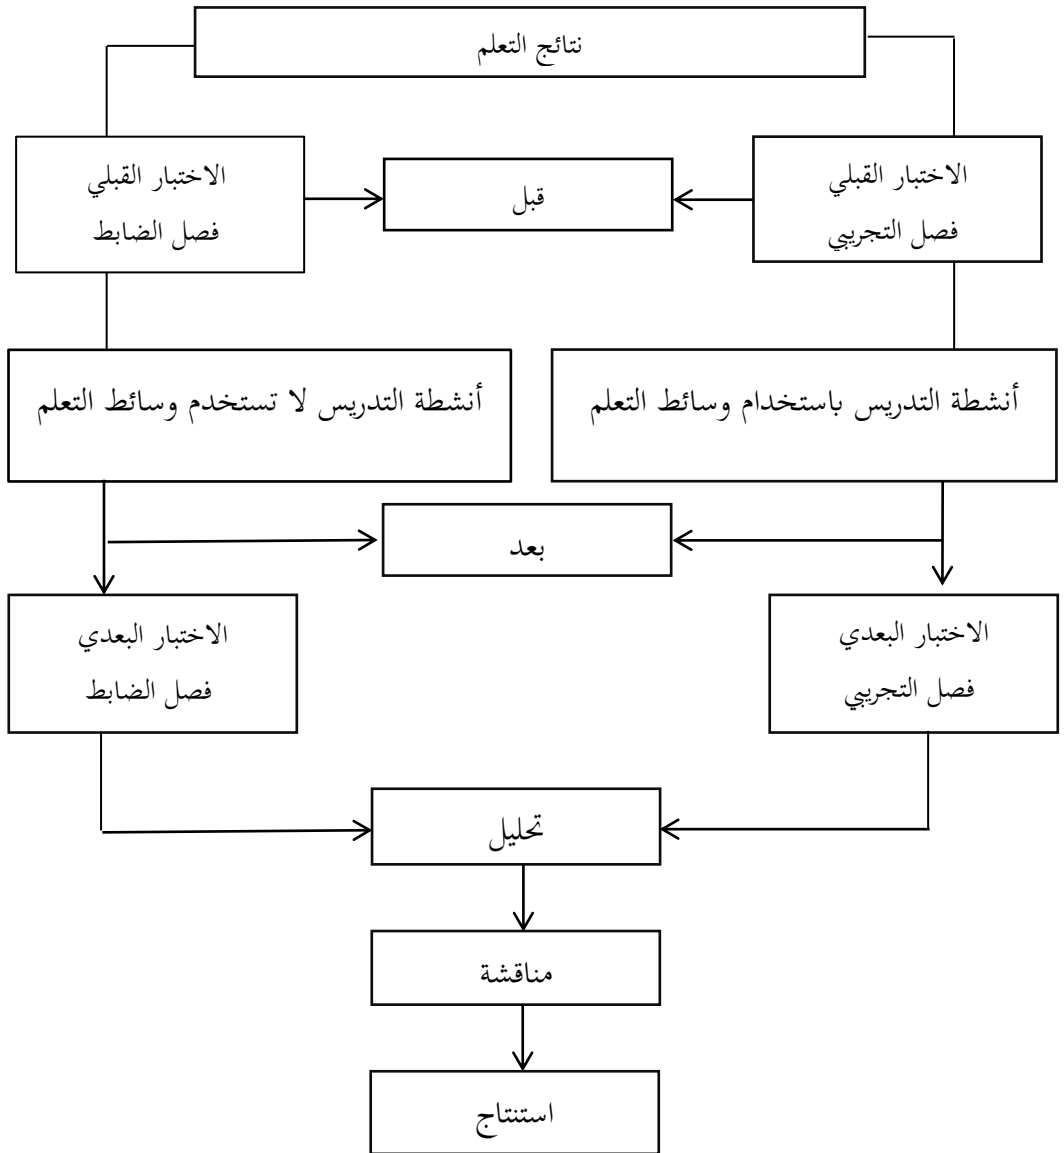 نتائج التعلم
الاختبار القبلي
فصل التجريبي
قبل
الاختبار القبلي
فصل الضابط
أنشطة التدريس باستخدام وسائط التعلم
أنشطة التدريس لا تستخدم وسائط التعلم
بعد
الاختبار البعدي
فصل التجريبي
الاختبار البعدي
فصل الضابط
تحليل
مناقشة
استنتاج